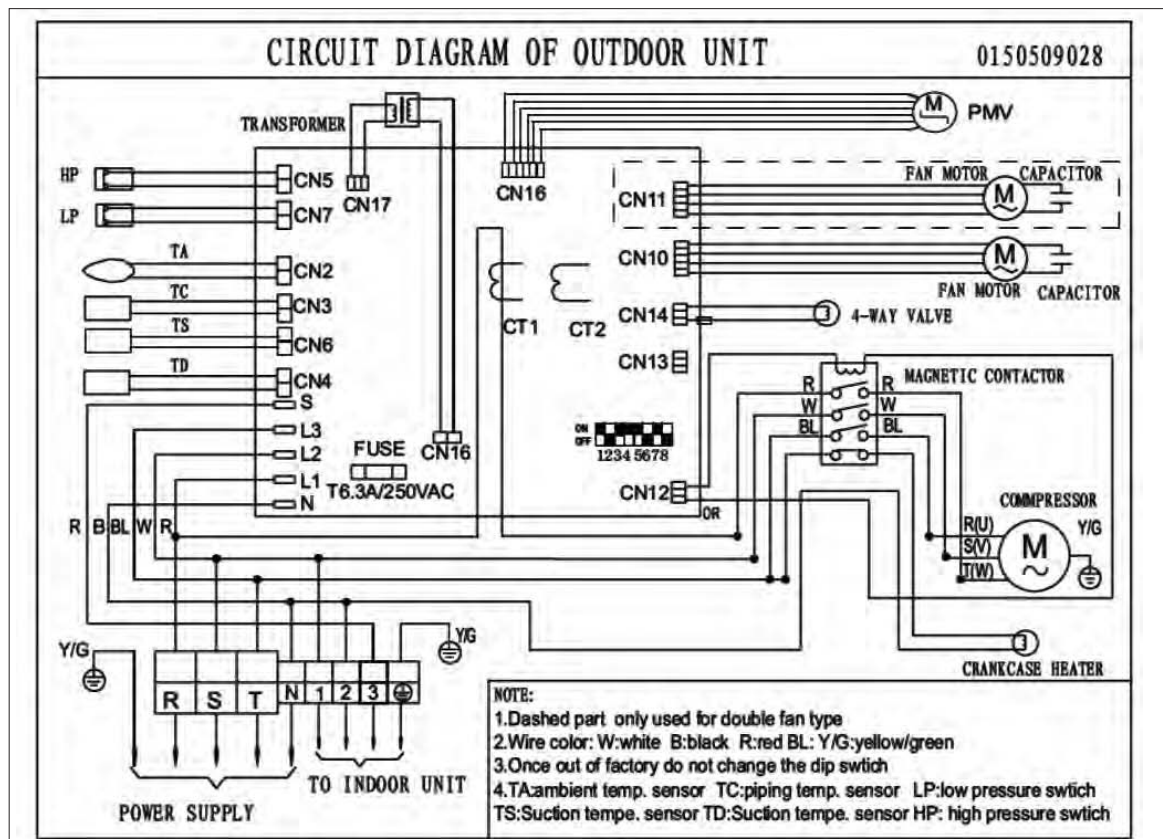 CIRCUIT DIAGRAM OF OUTDOOR UNIT
0150509028
TRANSFORMER
M
PMV
HP
CN5
CN17
CN16
FAN MOTOR CAPACITOR
LP
CN7
CN11
M
TA
CN2
CN10
M
TC
CN3
FAN MOTOR CAPACITOR
CT1
CT2
CN14
4-WAY VALVE
TS
CN6
CN13
TD
CN4
MAGNETIC CONTACTOR
R R
W W
BL BL
S
L3
L2
L1
N
FUSE
T6.3A/250VAC
CN16
ON
OFF
12345678
CN12
OR
COMMPRESSOR
R B BL W R
R(U)
S(V)
T(W)
M
Y/G
Y/G
Y/G
CRANKCASE HEATER
R S T N 1 2 3
TO INDOOR UNIT
POWER SUPPLY
NOTE:
1.Dashed part only used for double fan type
2.Wire color: W:white B:black R:red BL: Y/G:yellow/green
3.Once out of factory do not change the dip swtich
4.TA:ambient temp. sensor TC:piping temp. sensor LP:low pressure swtich
TS:Suction tempe. sensor TD:Suction tempe. sensor HP: high pressure swtich